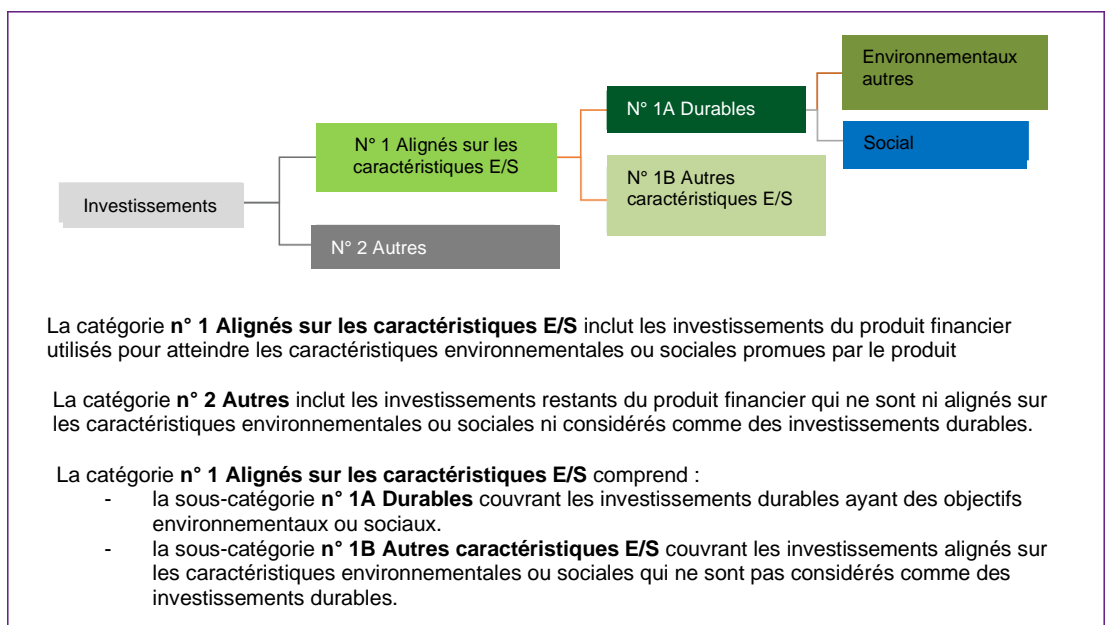 Environnementaux
autres
N° 1A Durables
N° 1 Alignés sur les
caractéristiques E/S
Social
N° 1B Autres
caractéristiques E/S
Investissements
N° 2 Autres
La catégorie n° 1 Alignés sur les caractéristiques E/S inclut les investissements du produit financier
utilisés pour atteindre les caractéristiques environnementales ou sociales promues par le produit
La catégorie n° 2 Autres inclut les investissements restants du produit financier qui ne sont ni alignés sur
les caractéristiques environnementales ou sociales ni considérés comme des investissements durables.
La catégorie n° 1 Alignés sur les caractéristiques E/S comprend :
- la sous-catégorie n° 1A Durables couvrant les investissements durables ayant des objectifs
environnementaux ou sociaux.
- la sous-catégorie n° 1B Autres caractéristiques E/S couvrant les investissements alignés sur
les caractéristiques environnementales ou sociales qui ne sont pas considérés comme des
investissements durables.